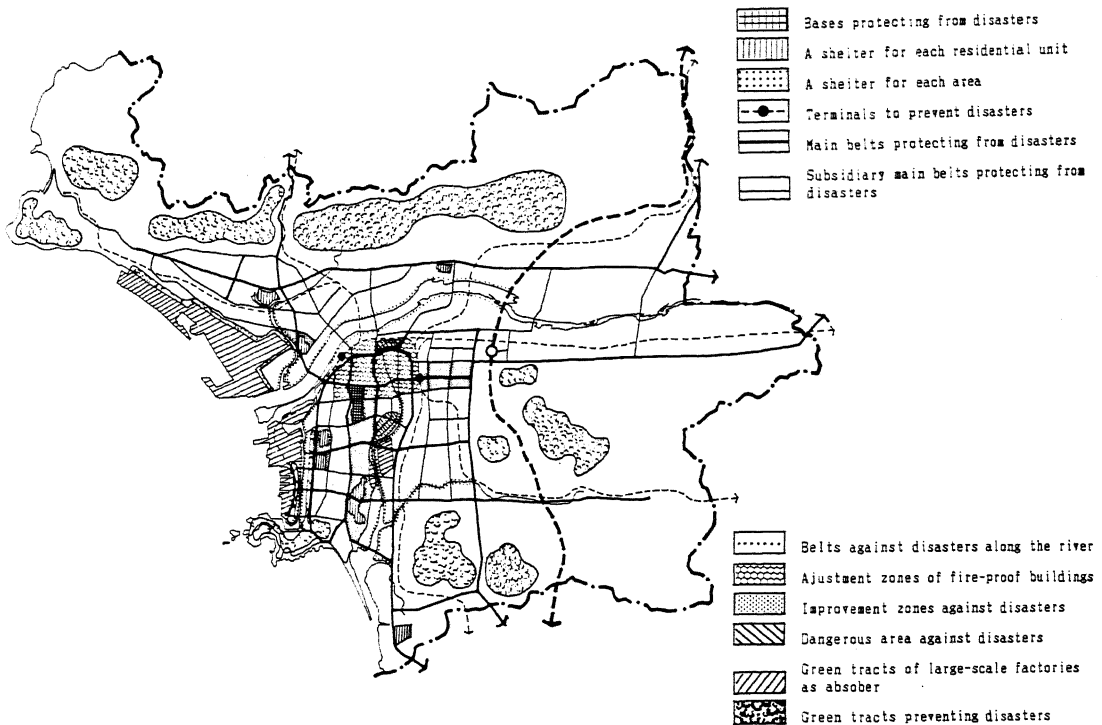 Bases protecting from disasters
A shelter for each residential unit
A shelter for each area
Terminals to prevent disasters
Main belts protecting from disasters
Subsidiary main belts protecting from
disasters
Belts against disasters along the river
Ajustment zones of fire-proof buildings
Improvement zones against disasters
Dangerous area against disasters
Green tracts of large-scale factories
as absober
Green tracts preventing disasters